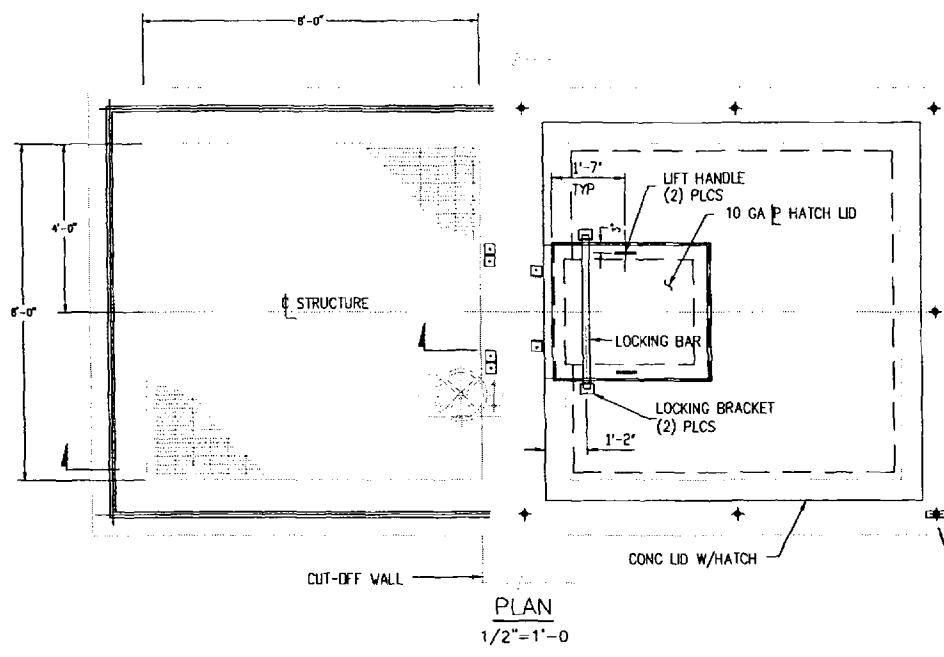 8'-0"
1'-7"
TYP
3"
LIFT HANDLE
(2) PLCS
10 GA PL HATCH LID
4'-0"
8'-0"
CL STRUCTURE
LOCKING BAR
LOCKING BRACKET
(2) PLCS
1'-2"
CONC LID W/HATCH
CUT-OFF WALL
PLAN
1/2"=1'-0